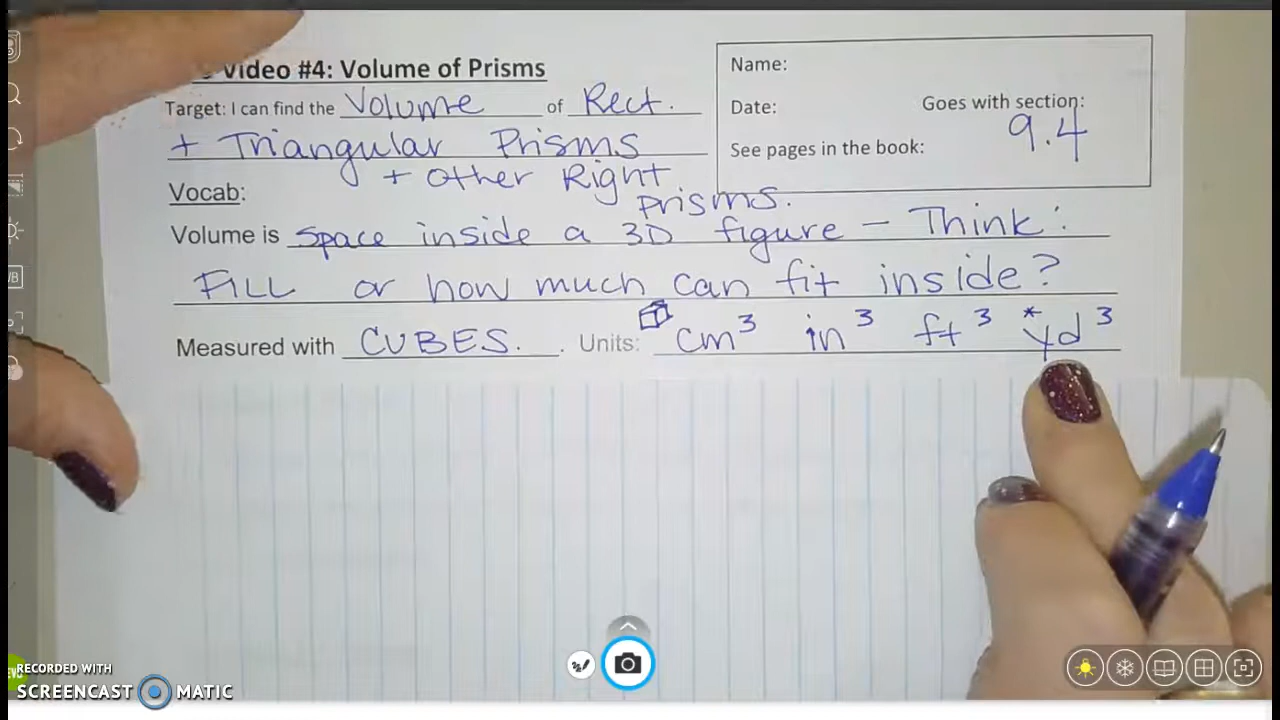 Video #4: Volume of Prisms
Name:
Target: I can find the Volume of Rect.
Date:
Goes with section:
9.4
+ Triangular Prisms
See pages in the book:
+ other Right
Prisms.
Vocab:
Volume is space inside a 3D figure - Think:
FILL or how much can fit inside?
Measured with CUBES. . Units: cm³ in³ ft³ *yd³
RECORDED WITH
SCREENCAST MATIC